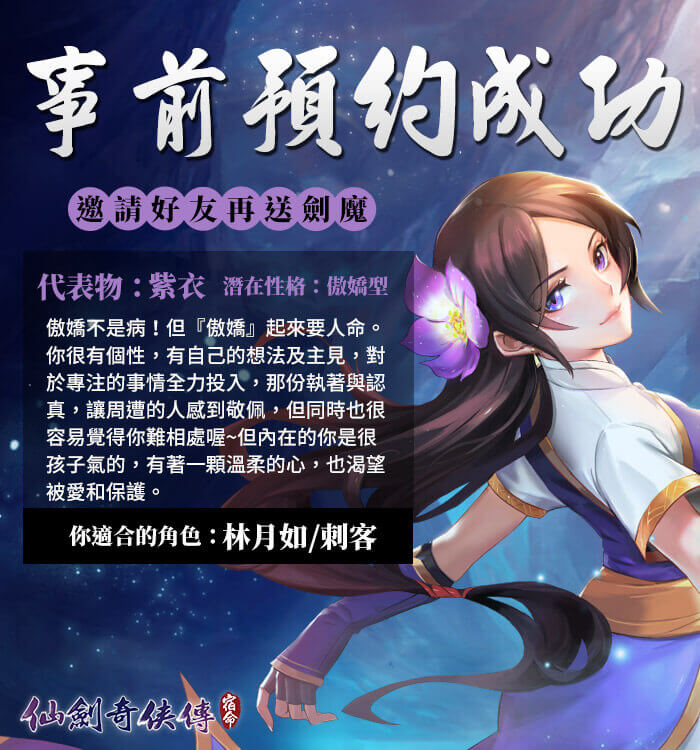 事前預約成功
邀請好友再送劍魔
代表物：紫衣 潛在性格：傲嬌型
傲嬌不是病！但『傲嬌』起來要人命。
你很有個性，有自己的想法及主見，對
於專注的事情全力投入，那份執著與認
真，讓周遭的人感到敬佩，但同時也很
容易覺得你難相處喔~但內在的你是很
孩子氣的，有著一顆溫柔的心，也渴望
被愛和保護。
你適合的角色：林月如/刺客
仙劍奇俠傳 宿命